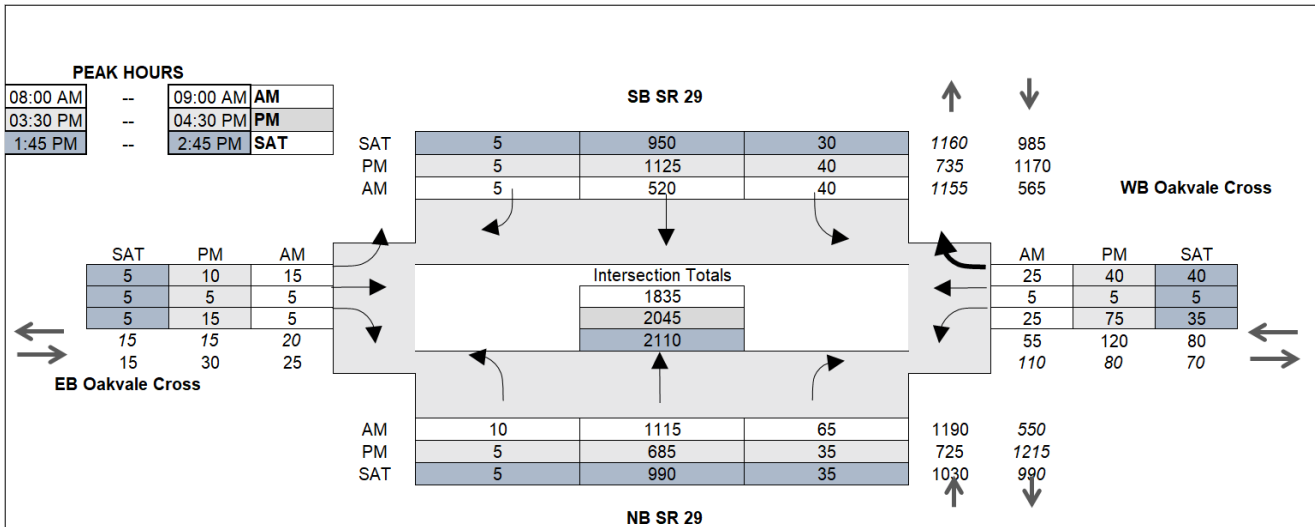 PEAK HOURS
08:00 AM -- 09:00 AM AM
03:30 PM -- 04:30 PM PM
1:45 PM -- 2:45 PM SAT
SB SR 29
SAT 5 950 30 1160 985
PM 5 1125 40 735 1170
AM 5 520 40 1155 565
WB Oakvale Cross
SAT PM AM
5 10 15
5 5 5
5 15 5
15 15 20
15 30 25
EB Oakvale Cross
Intersection Totals
1835
2045
2110
AM PM SAT
25 40 40
5 5 5
25 75 35
55 120 80
110 80 70
AM 10 1115 65 1190 550
PM 5 685 35 725 1215
SAT 5 990 35 1030 990
NB SR 29